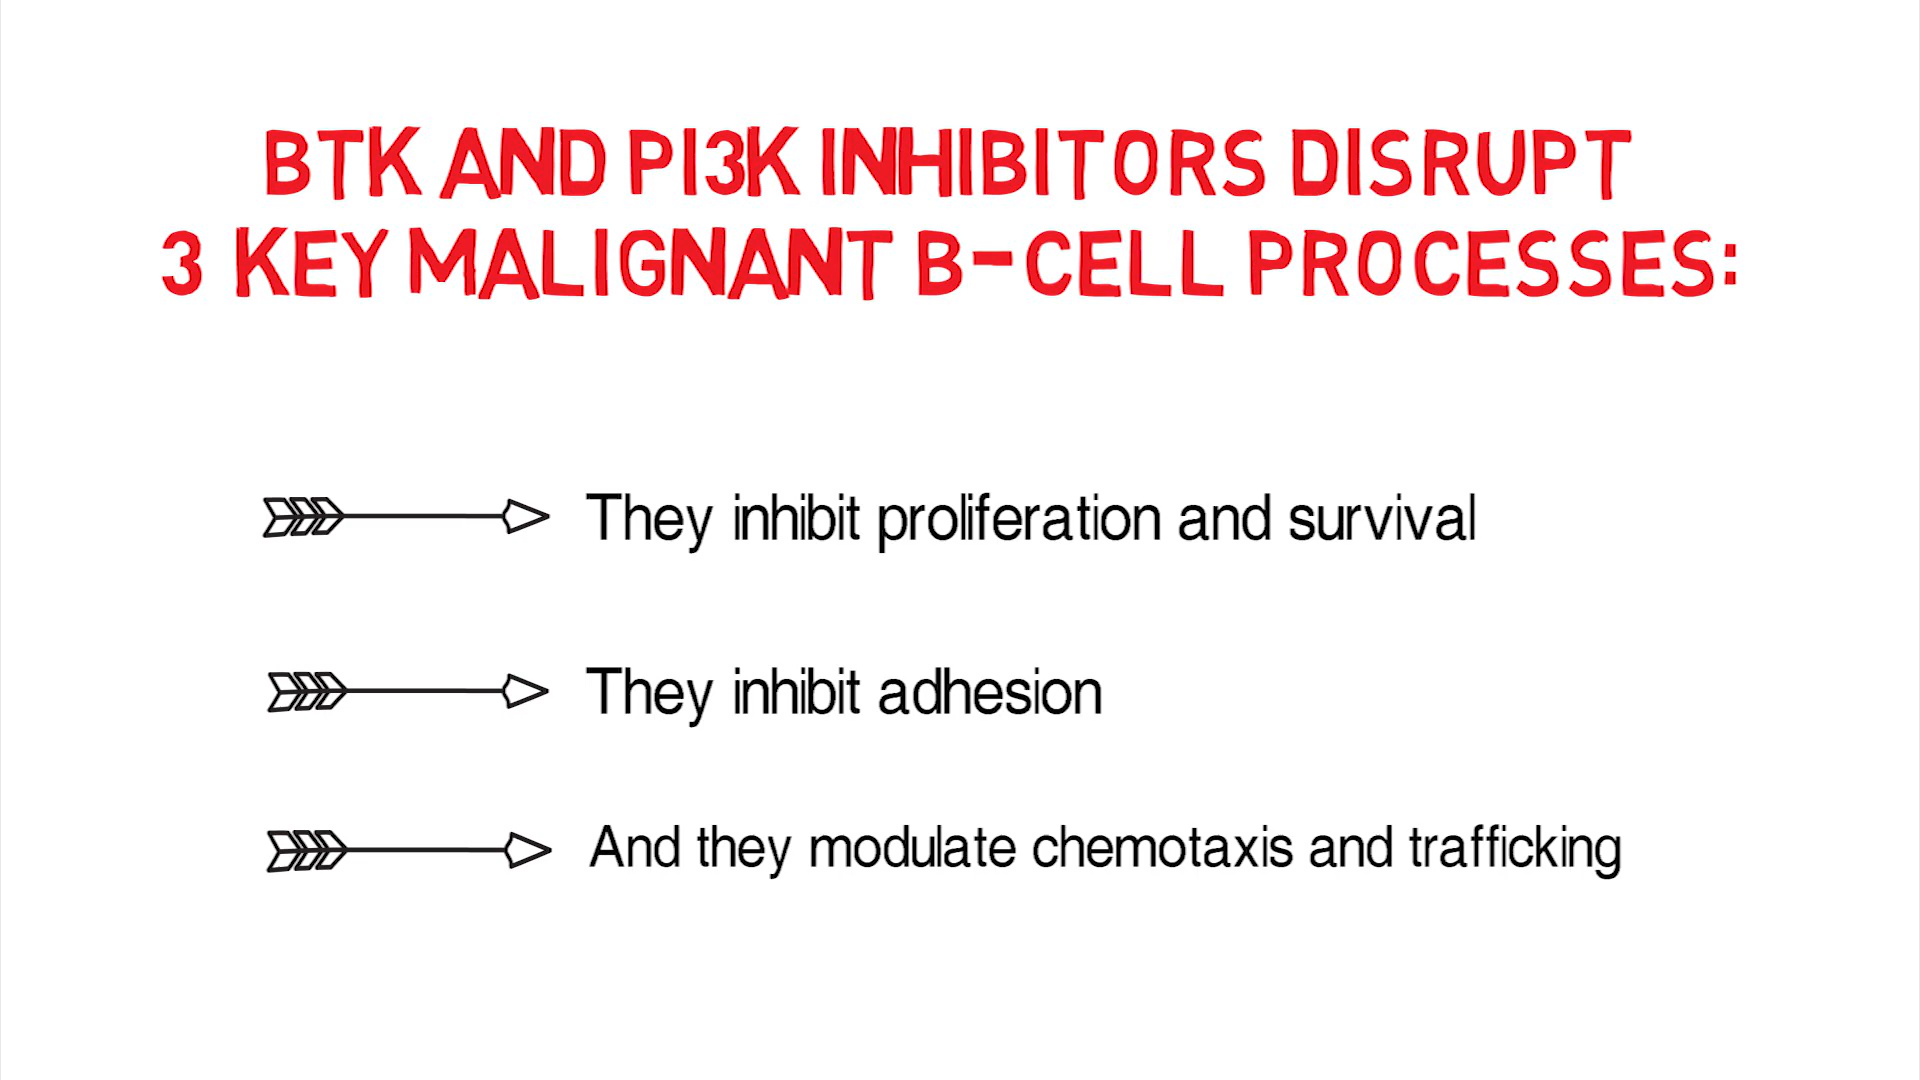 BTK AND PI3K INHIBITORS DISRUPT
3 KEY MALIGNANT B-CELL PROCESSES:
They inhibit proliferation and survival
They inhibit adhesion
And they modulate chemotaxis and trafficking